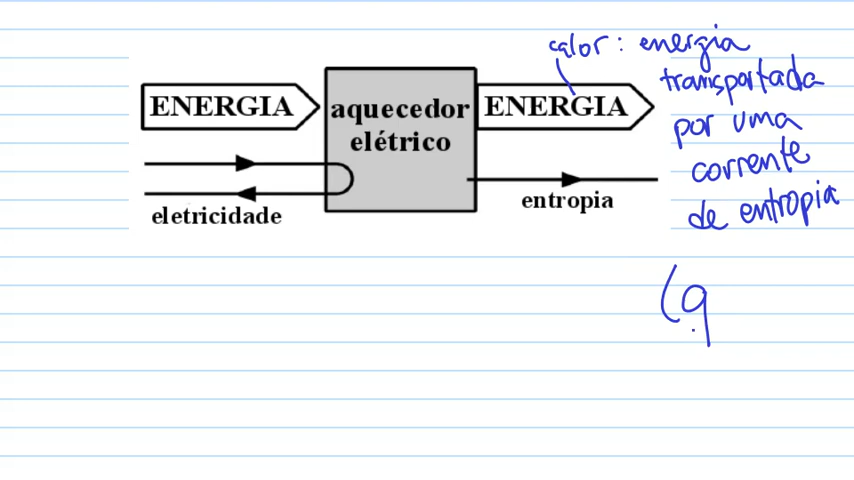 calor: energia
transportada
por uma
corrente
de entropia
ENERGIA
aquecedor
elétrico
ENERGIA
eletricidade
entropia
(q